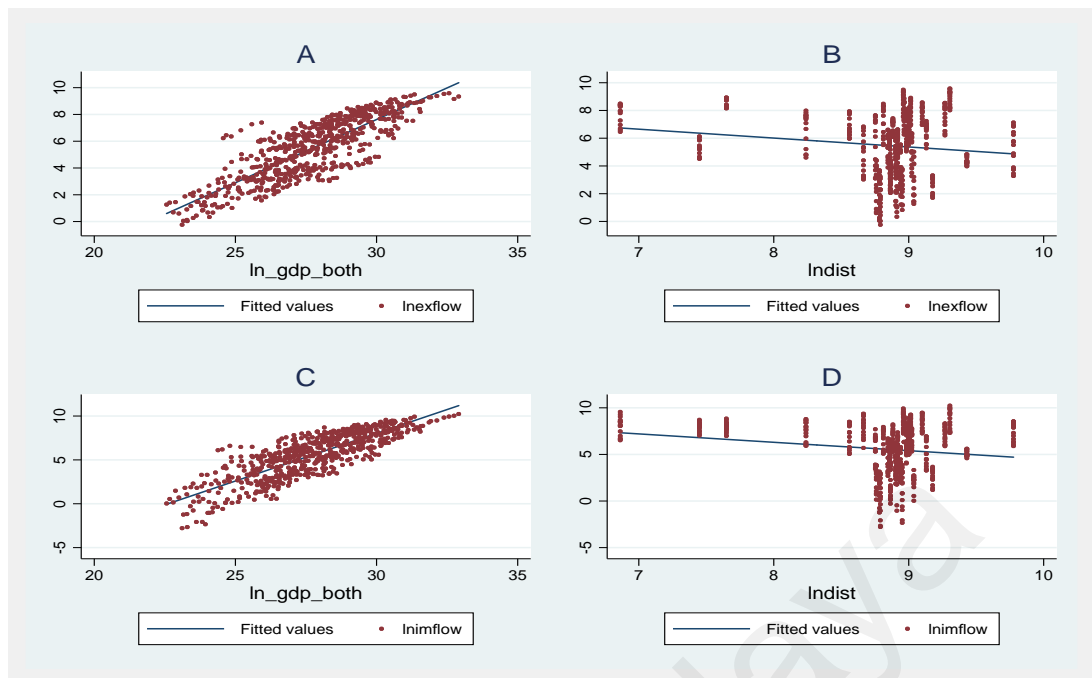 A
10
8
6
4
2
0
20 25 30 35
ln_gdp_both
Fitted values lnexflow
B
10
8
6
4
2
0
7 8 9 10
lndist
Fitted values lnexflow
C
10
5
0
-5
20 25 30 35
ln_gdp_both
Fitted values lnimflow
D
10
5
0
-5
7 8 9 10
lndist
Fitted values lnimflow
laya